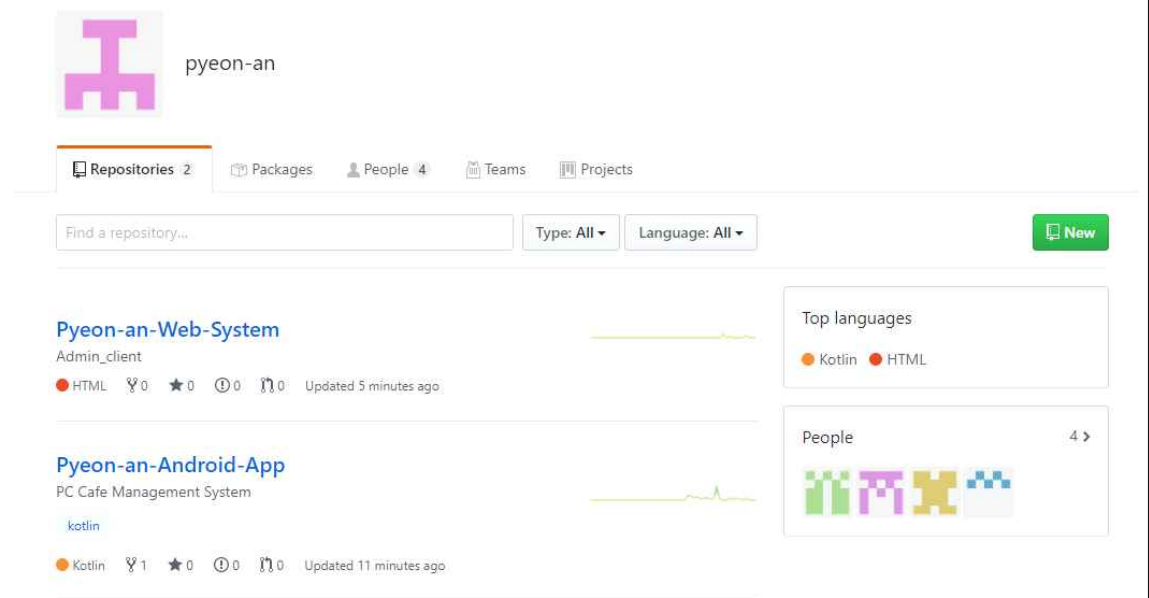 pyeon-an
Repositories 2 Packages People 4 Teams Projects
Find a repository... Type: All Language: All New
Pyeon-an-Web-System
Admin_client
HTML 0 0 0 0 Updated 5 minutes ago
Pyeon-an-Android-App
PC Cafe Management System
kotlin
Kotlin 1 0 0 0 Updated 11 minutes ago
Top languages
Kotlin HTML
People 4 >